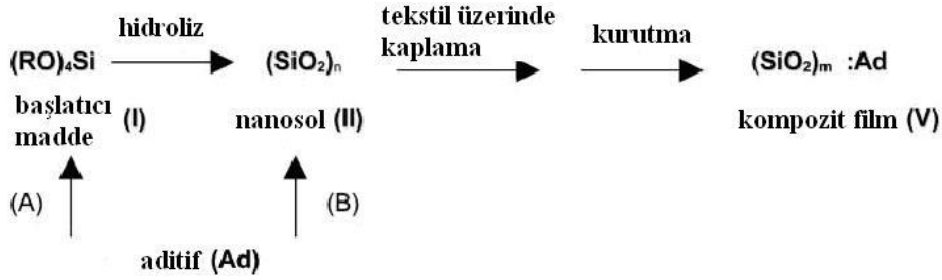 hidroliz
tekstil üzerinde
kaplama
kurutma
(RO)₄Si
(SiO₂)ₙ
(SiO₂)ₘ :Ad
başlatıcı
madde (I)
nanosol (II)
kompozit film (V)
(A)
(B)
aditif (Ad)